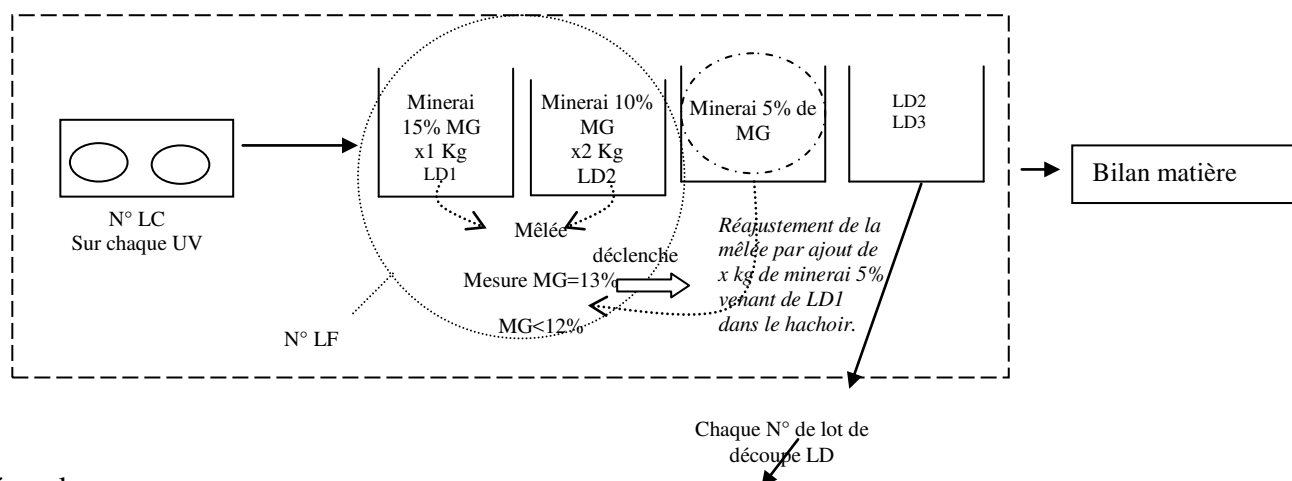 Minerai
15% MG
x1 Kg
LD1
Minerai 10%
MG
x2 Kg
LD2
Minerai 5% de
MG
LD2
LD3
Bilan matière
N° LC
Sur chaque UV
Mêlée
déclenche
Mesure MG=13%
MG<12%
Réajustement de la
mêlée par ajout de
x kg de minerai 5%
venant de LD1
dans le hachoir.
N° LF
Chaque N° de lot de
découpe LD